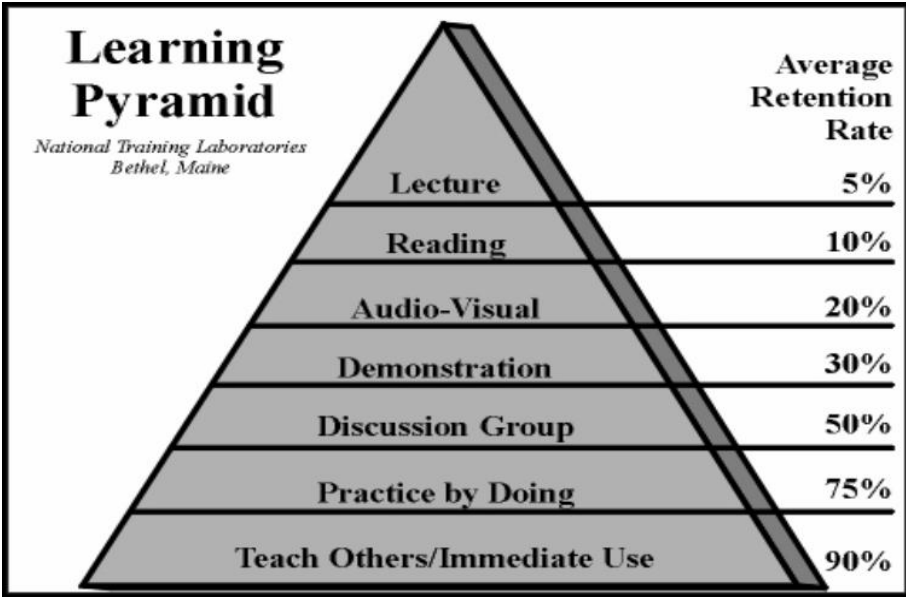 Learning
Pyramid
National Training Laboratories
Bethel, Maine
Average
Retention
Rate
Lecture 5%
Reading 10%
Audio-Visual 20%
Demonstration 30%
Discussion Group 50%
Practice by Doing 75%
Teach Others/Immediate Use 90%